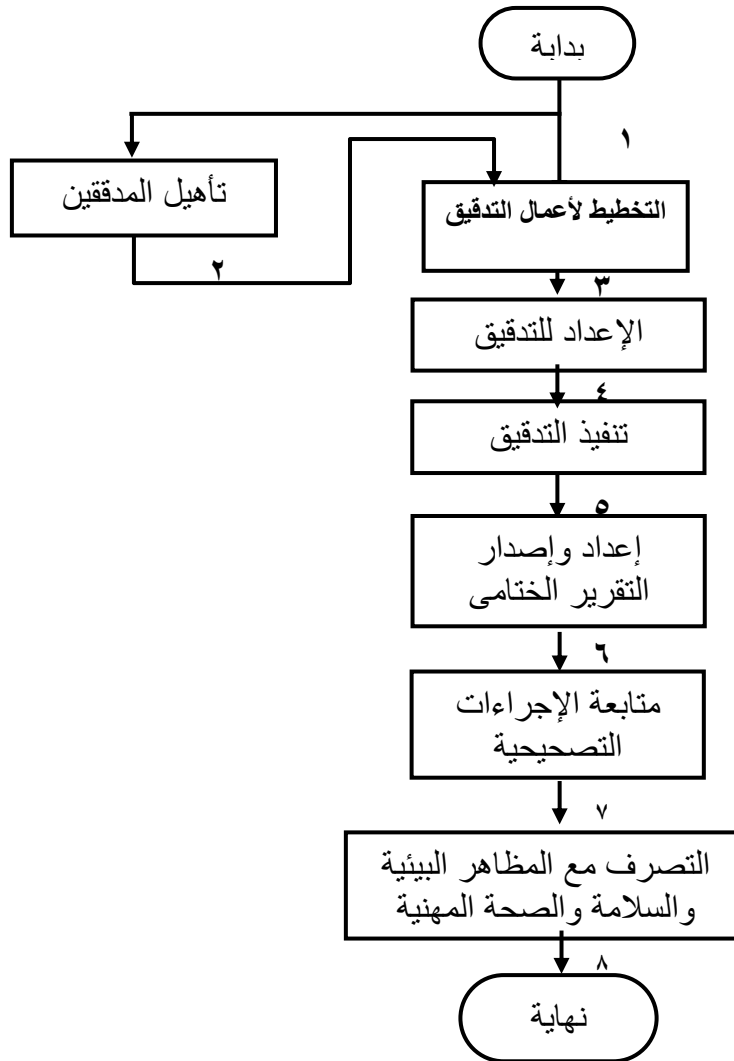 بداية
١
تأهيل المدققين
التخطيط لأعمال التدقيق
٢
٣
الإعداد للتدقيق
٤
تنفيذ التدقيق
٥
إعداد وإصدار
التقرير الختامى
٦
متابعة الإجراءات
التصحيحية
٧
التصرف مع المظاهر البيئية
والسلامة والصحة المهنية
٨
نهاية